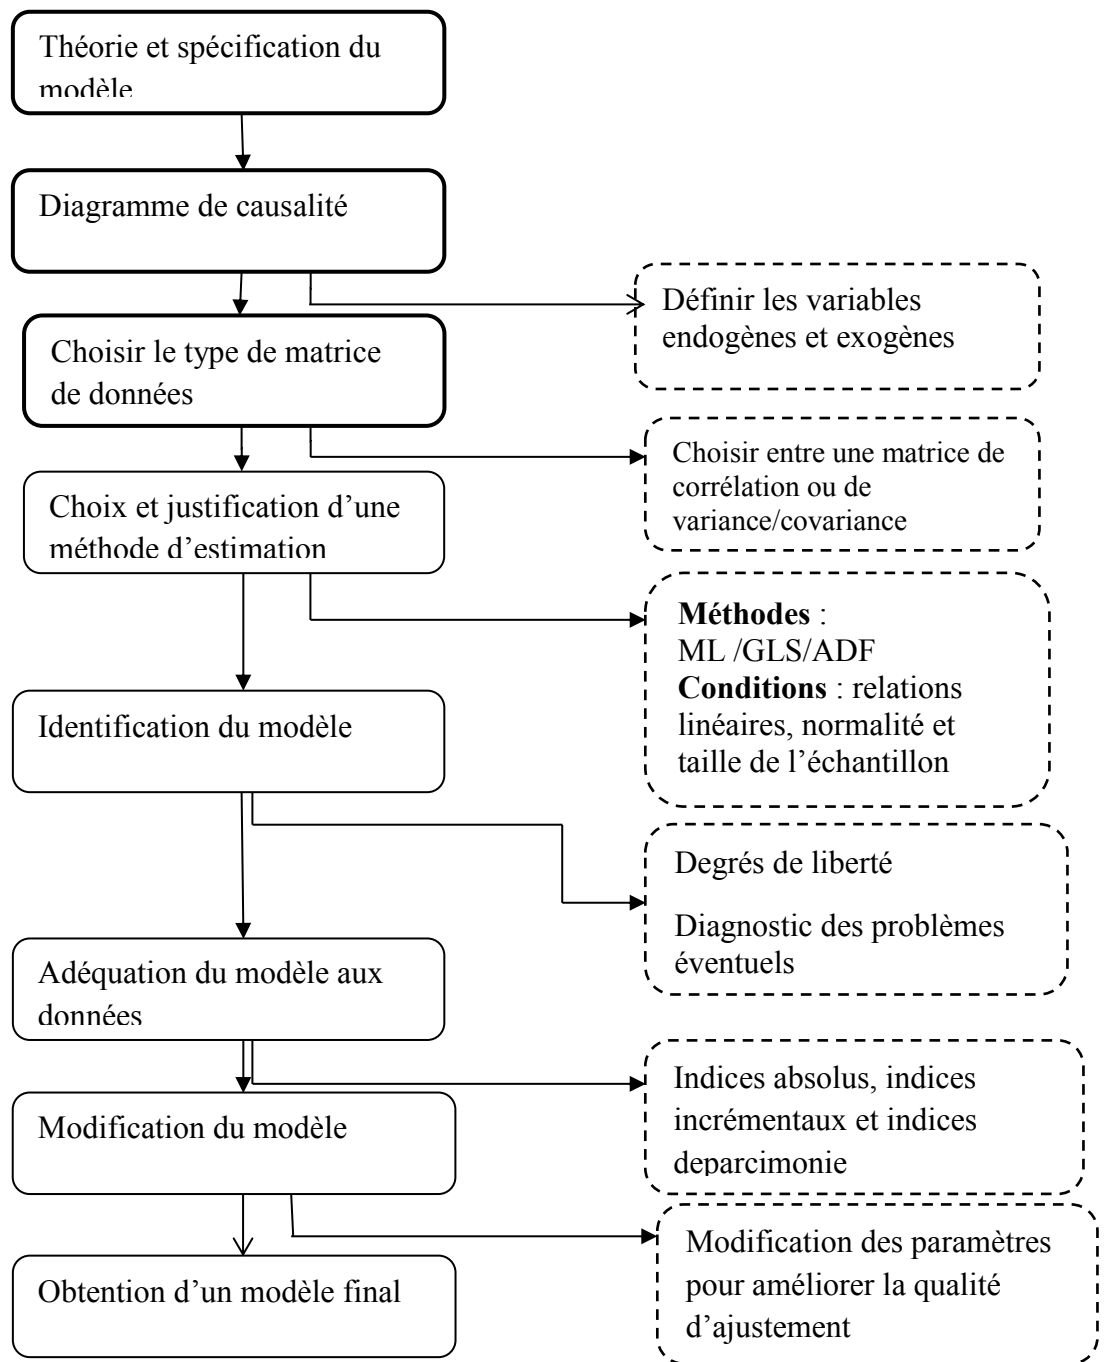 Théorie et spécification du
modèle
Diagramme de causalité
Définir les variables
endogènes et exogènes
Choisir le type de matrice
de données
Choisir entre une matrice de
corrélation ou de
variance/covariance
Choix et justification d’une
méthode d’estimation
Méthodes :
ML /GLS/ADF
Conditions : relations
linéaires, normalité et
taille de l’échantillon
Identification du modèle
Degrés de liberté
Diagnostic des problèmes
éventuels
Adéquation du modèle aux
données
Indices absolus, indices
incrémentaux et indices
deparcimonie
Modification du modèle
Modification des paramètres
pour améliorer la qualité
d’ajustement
Obtention d’un modèle final